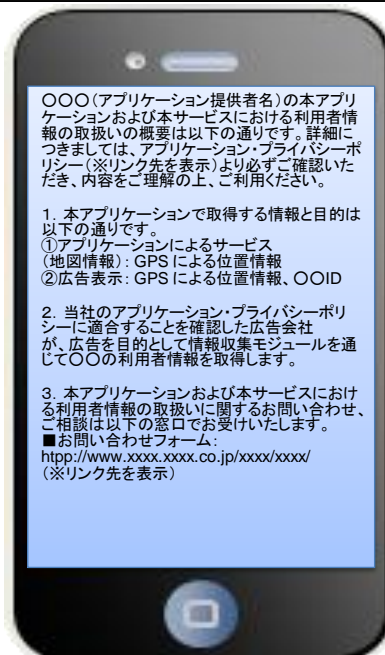 〇〇〇（アプリケーション提供者名）の本アプリ
ケーションおよび本サービスにおける利用者情
報の取扱いの概要は以下の通りです。詳細に
つきましては、アプリケーション・プライバシーポ
リシー（※リンク先を表示）より必ずご確認いた
だき、内容をご理解の上、ご利用ください。
１．本アプリケーションで取得する情報と目的は
以下の通りです。
①アプリケーションによるサービス
（地図情報）：GPSによる位置情報
②広告表示：GPSによる位置情報、〇〇ID
２．当社のアプリケーション・プライバシーポリ
シーに適合することを確認した広告会社
が、広告を目的として情報収集モジュールを通
じて〇〇の利用者情報を取得します。
３．本アプリケーションおよび本サービスにおけ
る利用者情報の取扱いに関するお問い合わせ、
ご相談は以下の窓口でお受けいたします。
■お問い合わせフォーム：
htpp://www.xxxx.xxxx.co.jp/xxxx/xxxx/
（※リンク先を表示）